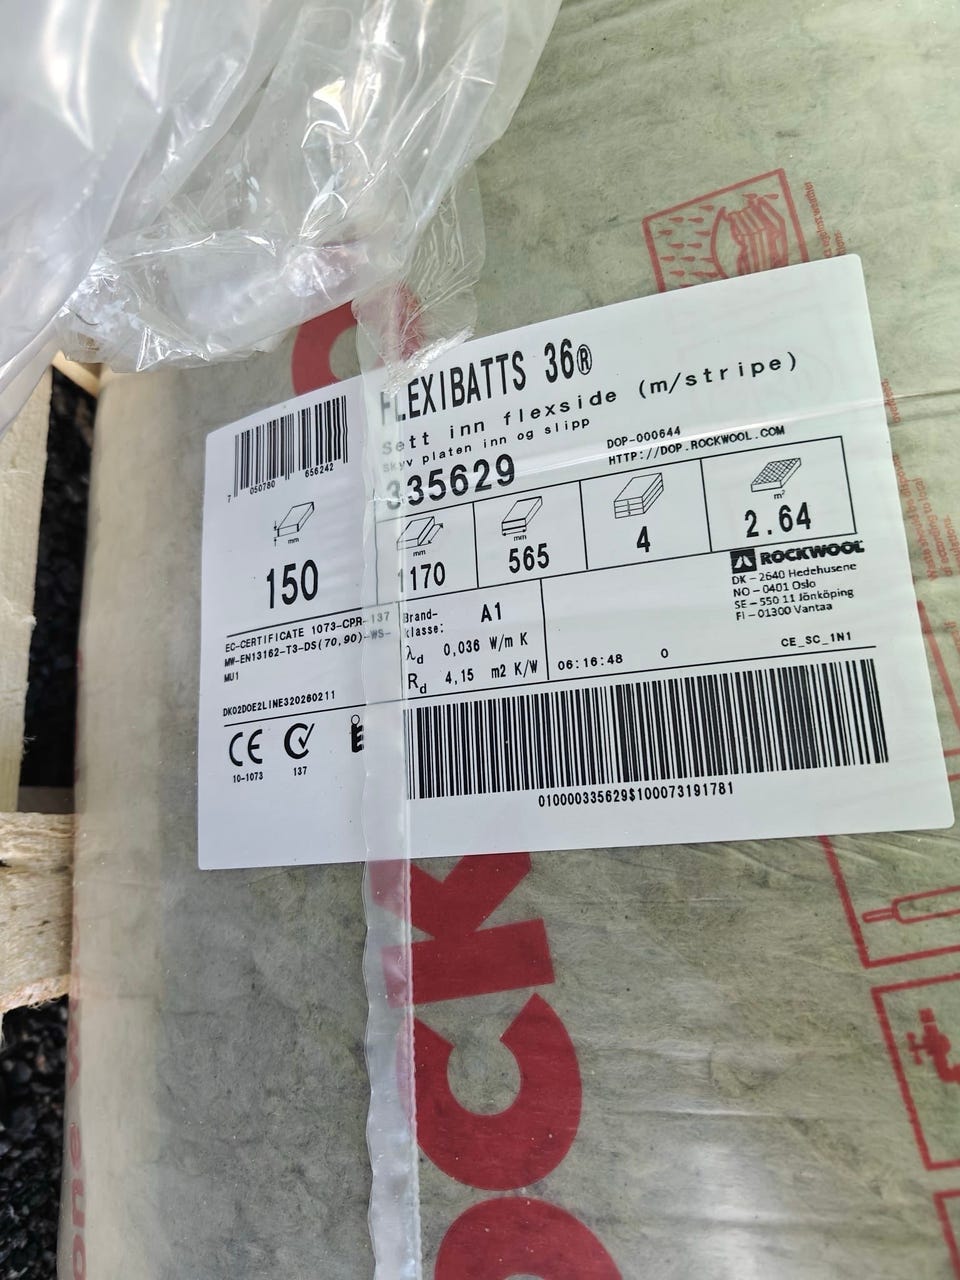 FLEXIBATTS 36®
Sett inn flexside (m/stripe)
skyv platen inn og slipp
335629
DOP-000644
HTTP://DOP.ROCKWOOL.COM
7 050780 656242
mm
150
mm
1170
mm
565
4
m²
2.64
ROCKWOOL
DK - 2640 Hedehusene
NO - 0401 Oslo
SE - 550 11 Jönköping
FI - 01300 Vantaa
EC-CERTIFICATE 1073-CPR-137
MW-EN13162-T3-DS(70,90)-WS-
MU1
Brand-
klasse: A1
λd 0,036 W/m K
Rd 4,15 m2 K/W
06:16:48 0
CE_SC_1N1
DK02DOE2LINE320260211
CE
10-1073
137
010000335629$100073191781